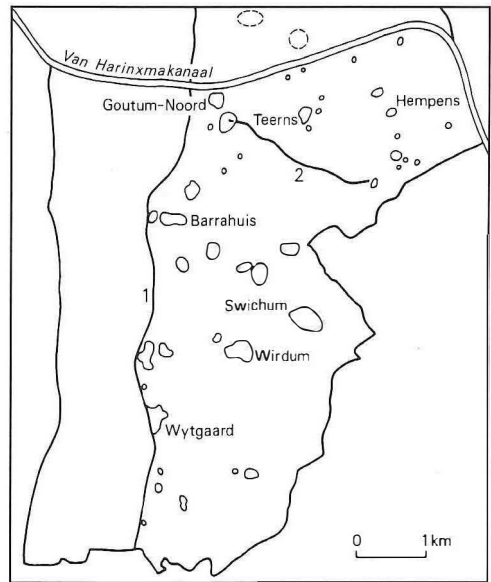 Van Harinxmakanaal
Goutum-Noord
Teerns
Hempens
2
Barrahuis
1
Swichum
Wirdum
Wytgaard
0 1 km